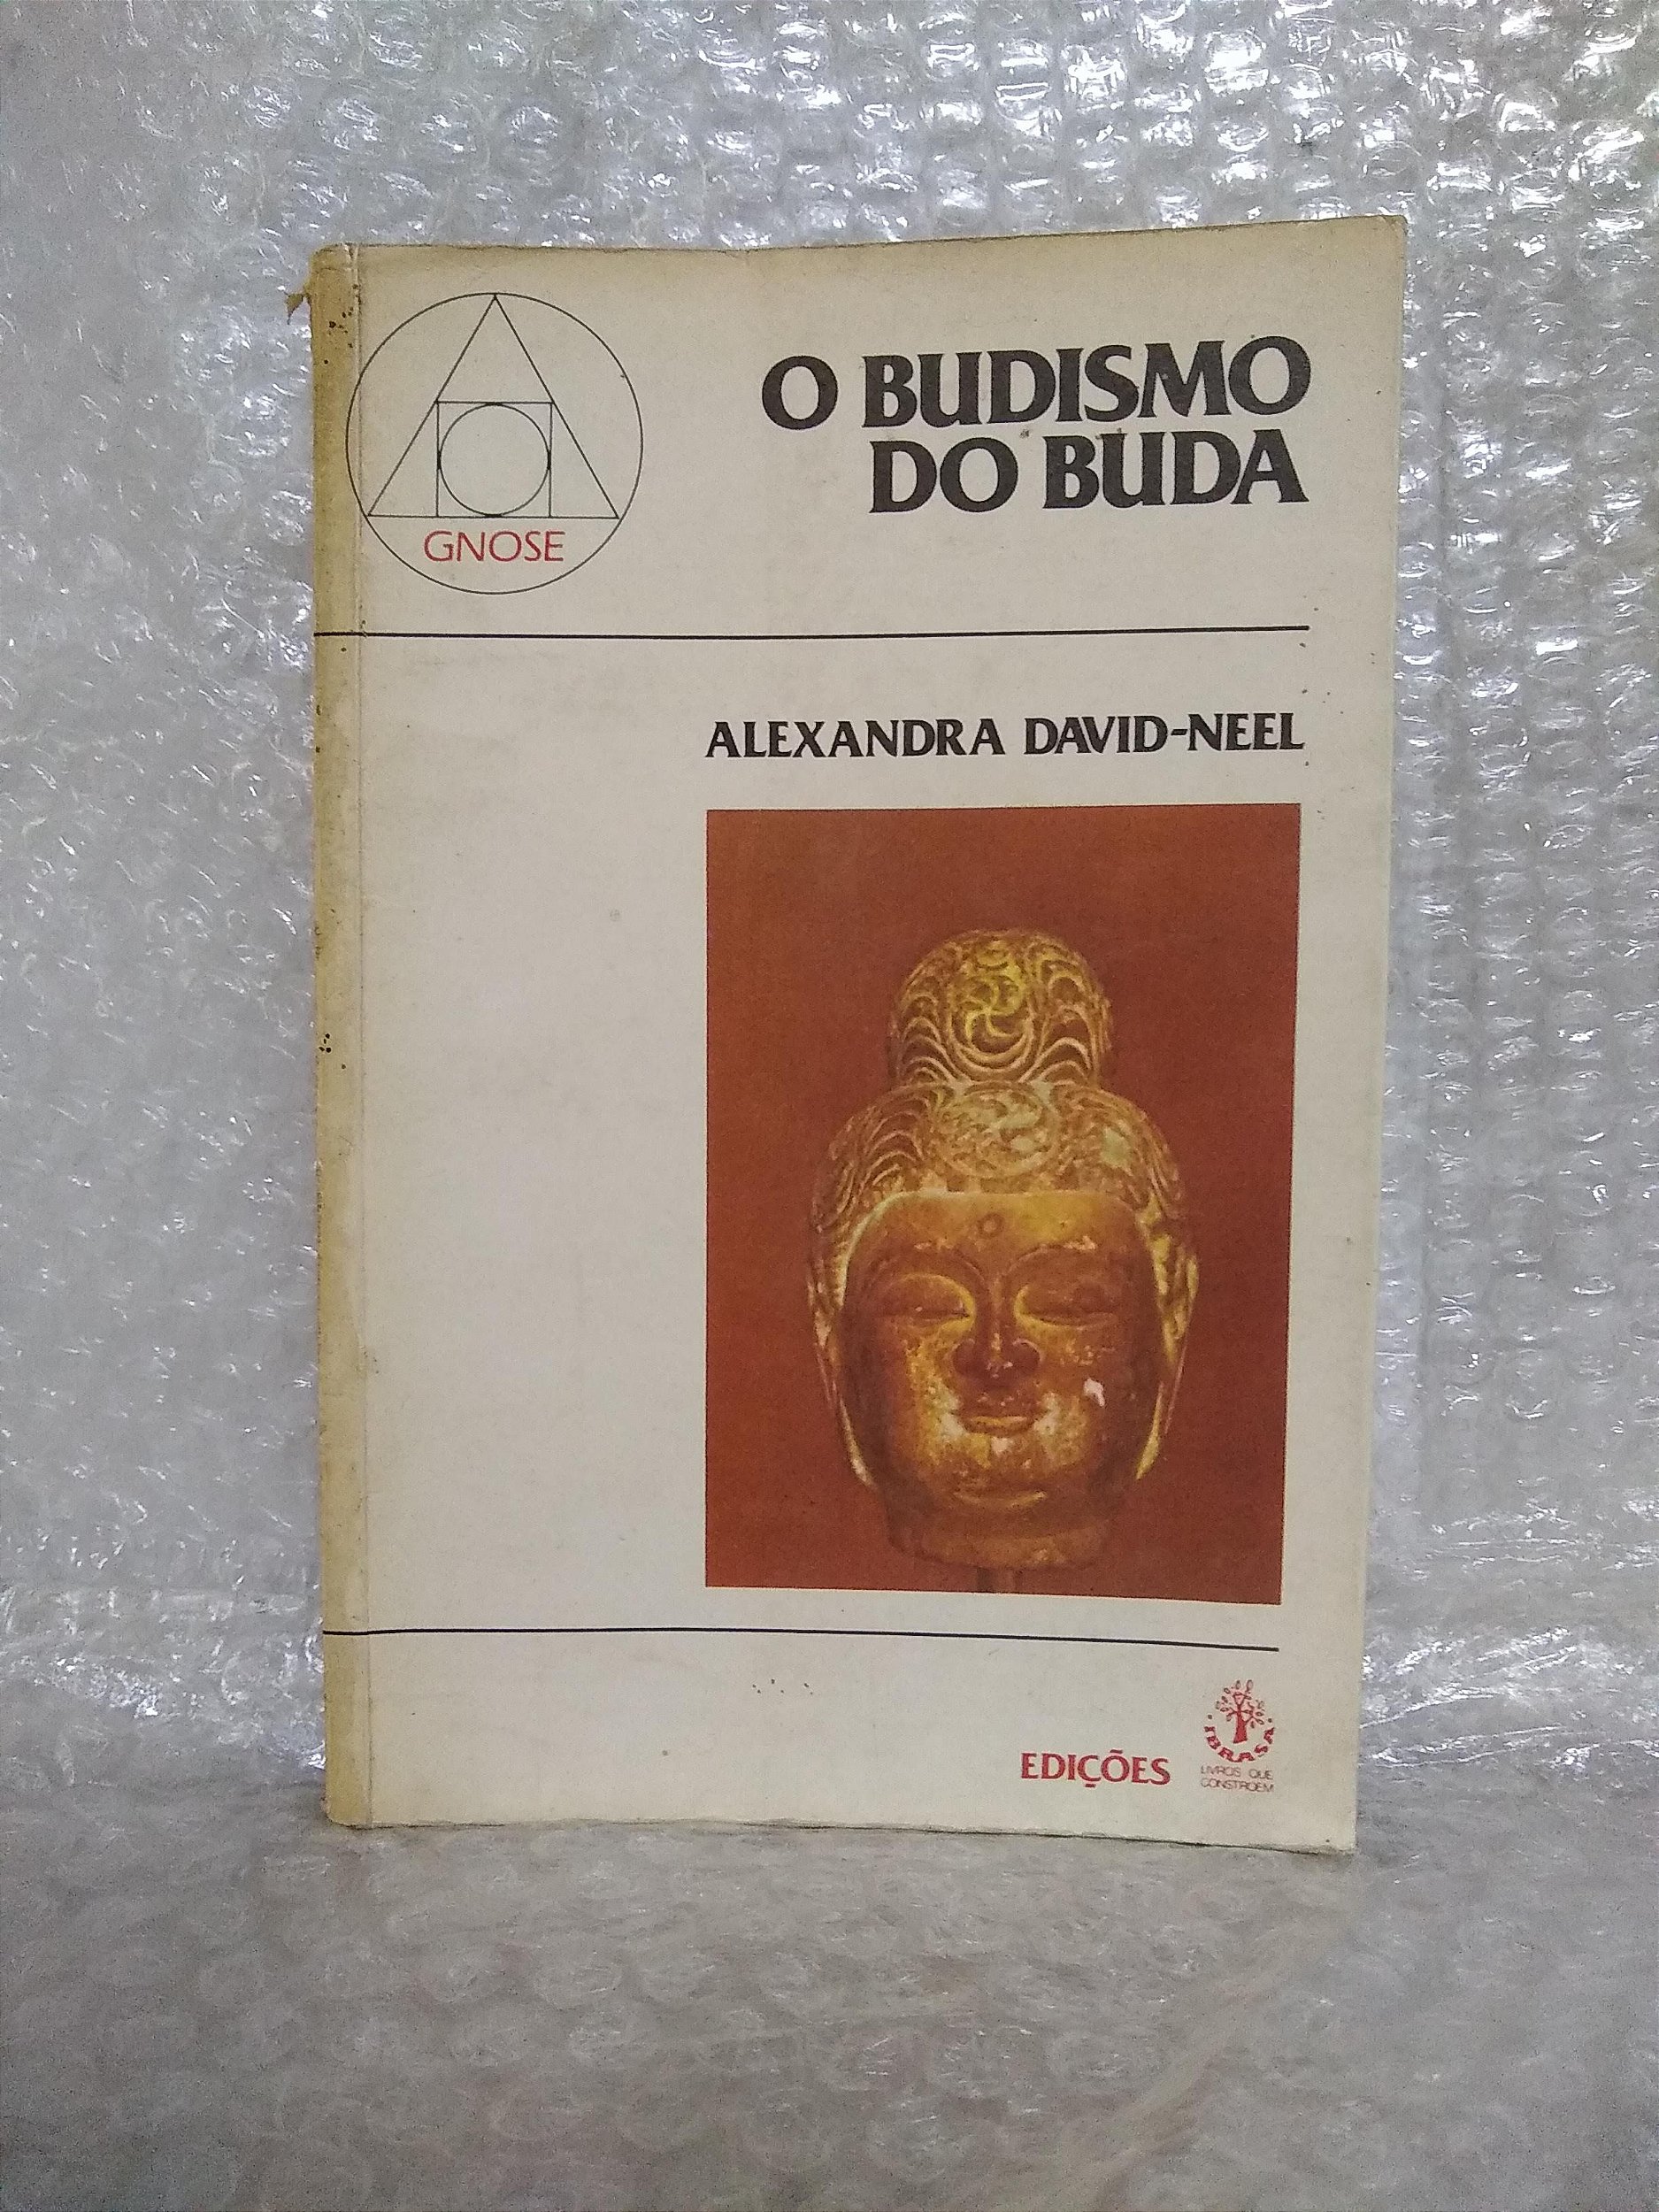 GNOSE
O BUDISMO
DO BUDA
ALEXANDRA DAVID-NEEL
EDIÇÕES
IBRASA
LIVROS QUE
CONSTROEM